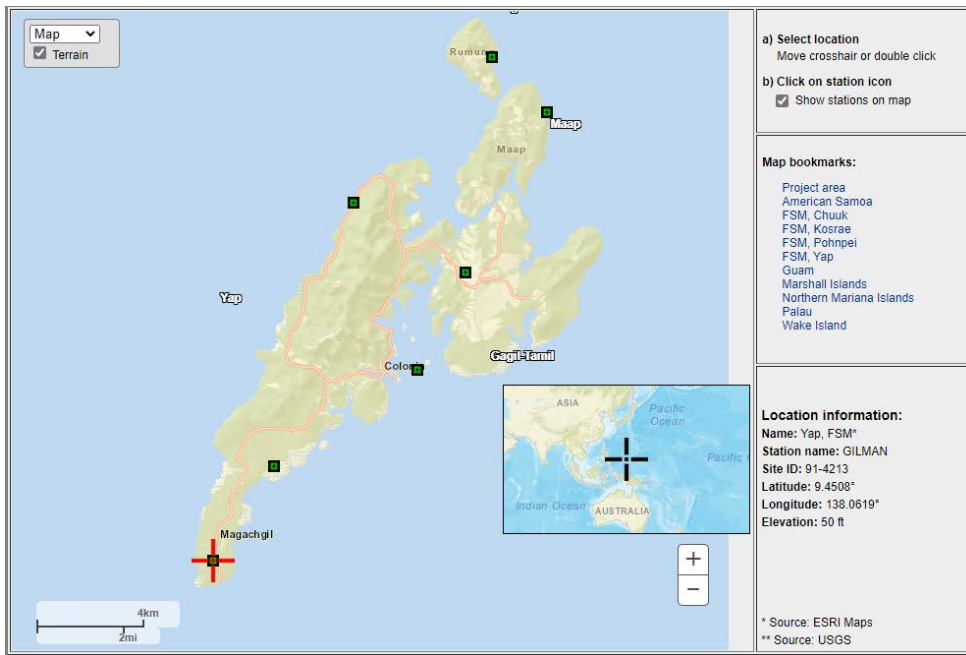 Map
Terrain
Rumun
Maap
Maap
Yap
Gagil-Tamil
Colonia
Magachgil
4km
2mi
ASIA
Pacific
Ocean
Pacific
Indian Ocean
AUSTRALIA
+
−
a) Select location
Move crosshair or double click
b) Click on station icon
Show stations on map
Map bookmarks:
Project area
American Samoa
FSM, Chuuk
FSM, Kosrae
FSM, Pohnpei
FSM, Yap
Guam
Marshall Islands
Northern Mariana Islands
Palau
Wake Island
Location information:
Name: Yap, FSM*
Station name: GILMAN
Site ID: 91-4213
Latitude: 9.4508°
Longitude: 138.0619°
Elevation: 50 ft
* Source: ESRI Maps
** Source: USGS